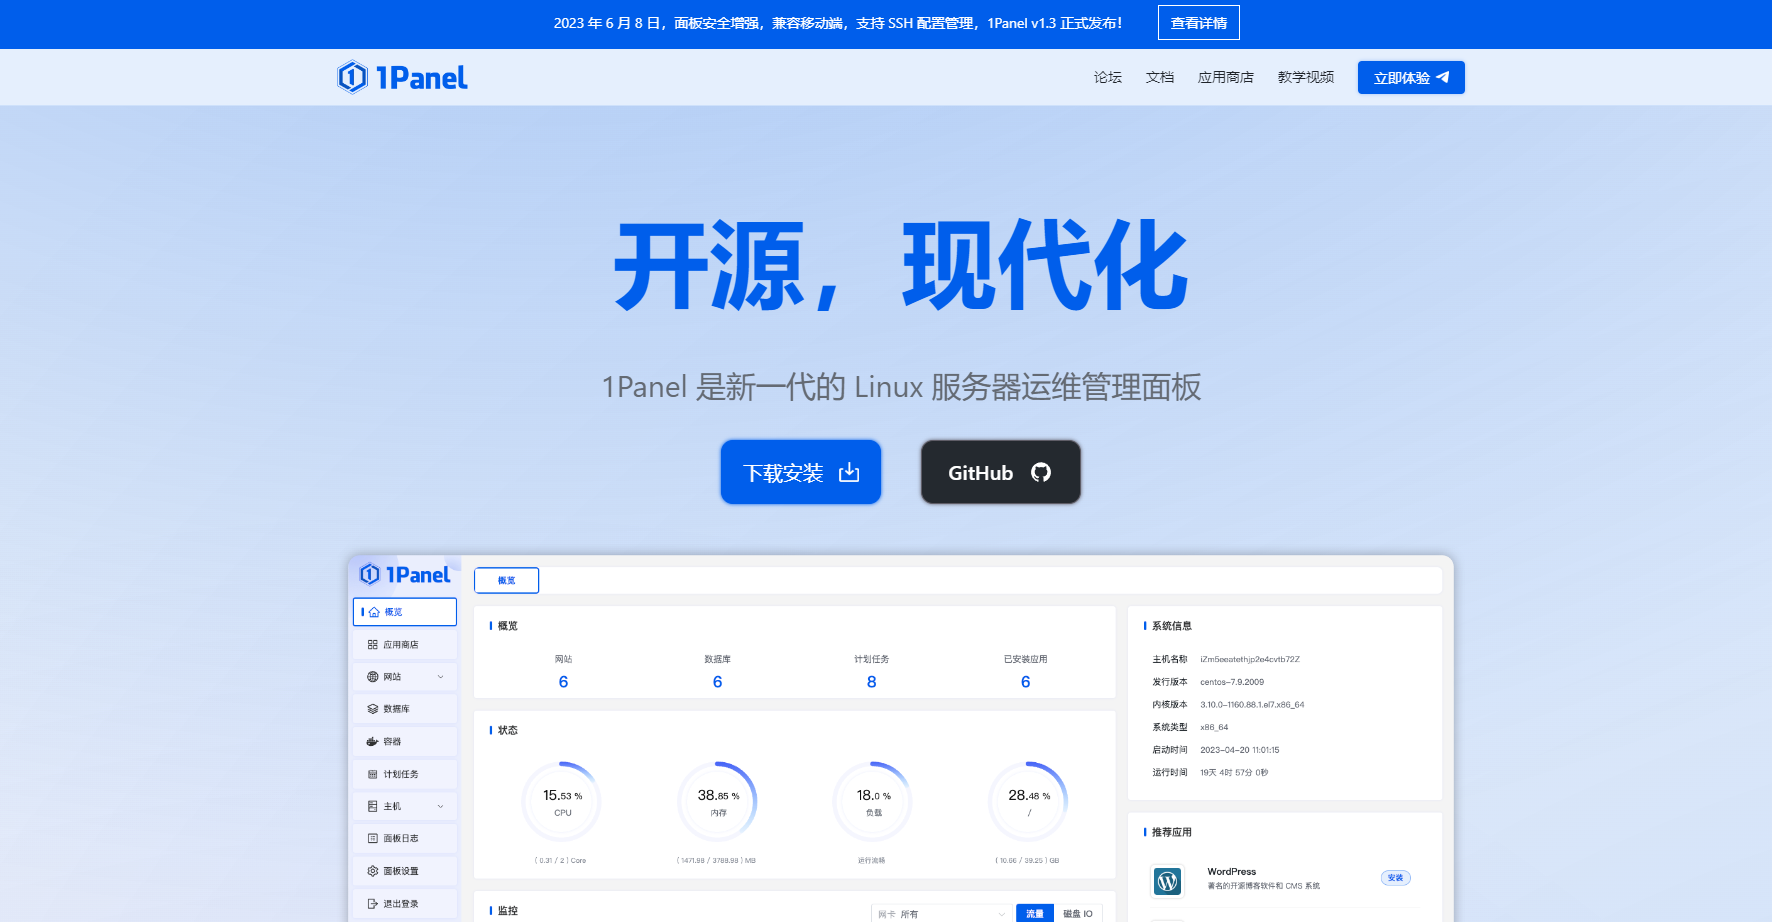 2023 年 6 月 8 日，面板安全增强，兼容移动端，支持 SSH 配置管理，1Panel v1.3 正式发布！ 查看详情
1Panel 论坛 文档 应用商店 教学视频 立即体验
开源，现代化
1Panel 是新一代的 Linux 服务器运维管理面板
下载安装 GitHub
1Panel
概览
应用商店
网站
数据库
容器
计划任务
主机
面板日志
面板设置
退出登录
概览
概览
网站 数据库 计划任务 已安装应用
6 6 8 6
状态
15.53 % 38.85 % 18.0 % 28.48 %
CPU 内存 负载 /
( 0.31 / 2 ) Core ( 1471.99 / 3788.98 ) MB 运行流畅 ( 10.66 / 39.25 ) GB
监控 网卡 所有 流量 磁盘 IO
系统信息
主机名称 iZm5eeatethjp2e4cvtb72Z
发行版本 centos-7.9.2009
内核版本 3.10.0-1160.88.1.el7.x86_64
系统类型 x86_64
启动时间 2023-04-20 11:01:15
运行时间 19天 4时 57分 0秒
推荐应用
WordPress
著名的开源博客软件和 CMS 系统
安装